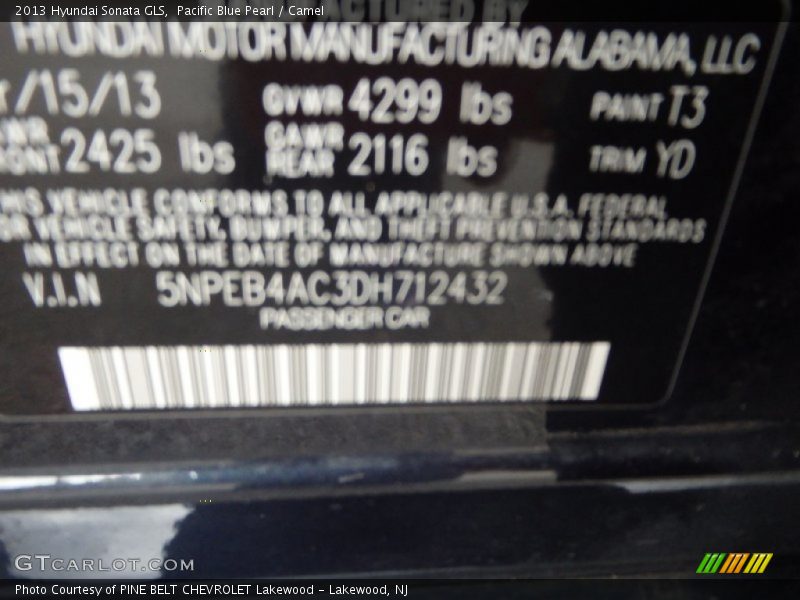 2013 Hyundai Sonata GLS, Pacific Blue Pearl / Camel
MANUFACTURED BY
HYUNDAI MOTOR MANUFACTURING ALABAMA, LLC
/15/13 GVWR 4299 lbs PAINT T3
2425 lbs GAWR REAR 2116 lbs TRIM YD
THIS VEHICLE CONFORMS TO ALL APPLICABLE U.S.A. FEDERAL
OR VEHICLE SAFETY, BUMPER, AND THEFT PREVENTION STANDARDS
IN EFFECT ON THE DATE OF MANUFACTURE SHOWN ABOVE
V.I.N 5NPEB4AC3DH712432
PASSENGER CAR
GTCARLOT.COM
Photo Courtesy of PINE BELT CHEVROLET Lakewood - Lakewood, NJ